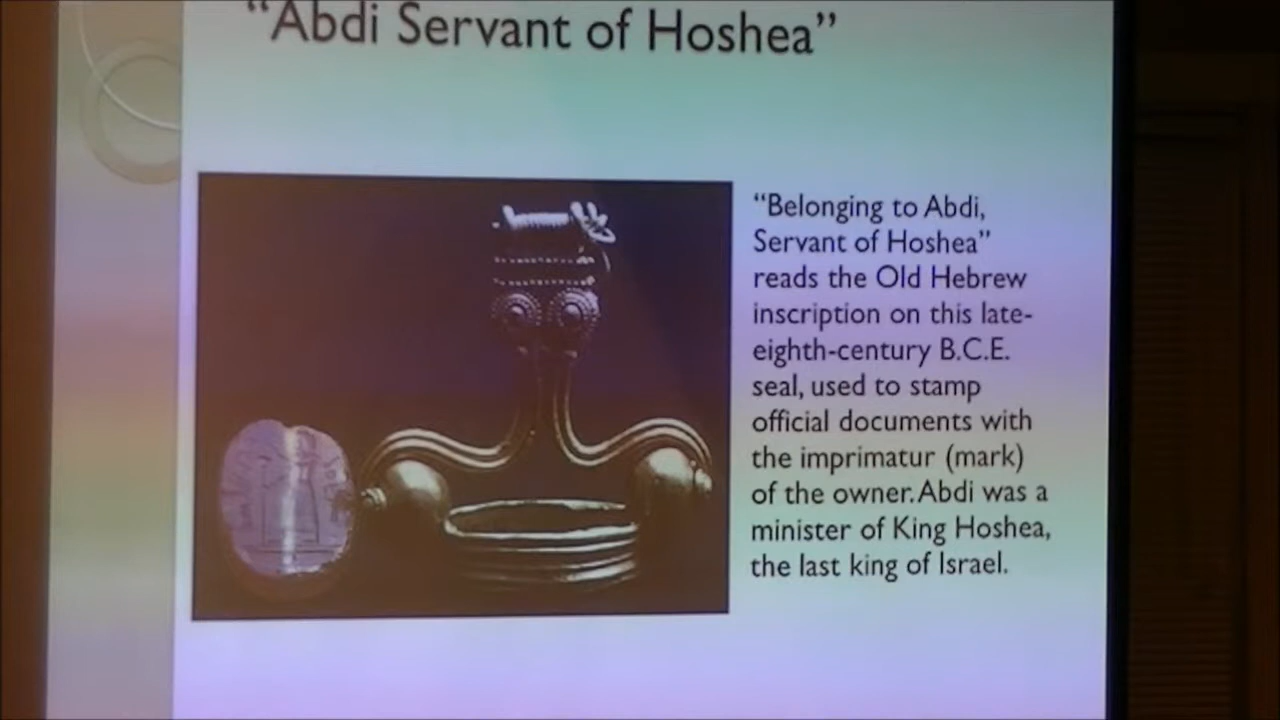 “Abdi Servant of Hoshea”
“Belonging to Abdi,
Servant of Hoshea”
reads the Old Hebrew
inscription on this late-
eighth-century B.C.E.
seal, used to stamp
official documents with
the imprimatur (mark)
of the owner. Abdi was a
minister of King Hoshea,
the last king of Israel.